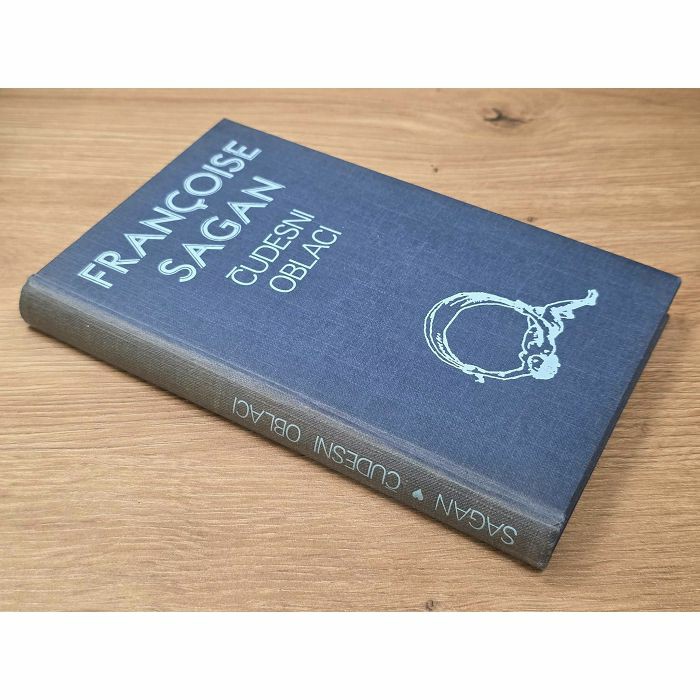 FRANÇOISE
SAGAN
ČUDESNI
OBLACI
SAGAN ♥ ČUDESNI OBLACI